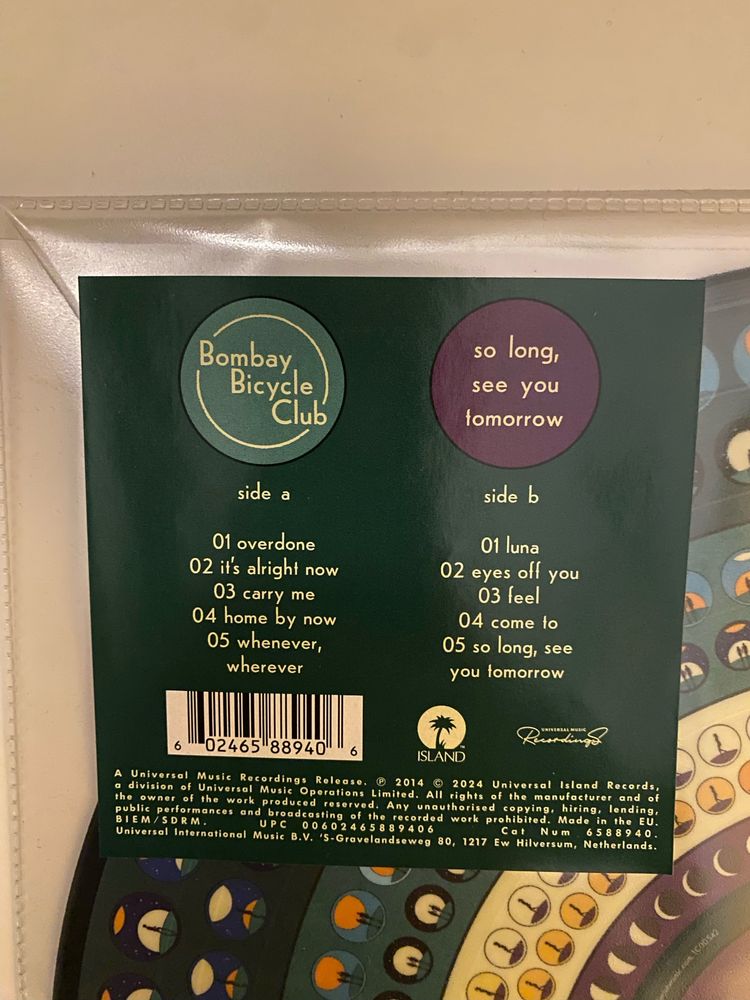 Bombay
Bicycle
Club
so long,
see you
tomorrow
side a
01 overdone
02 it's alright now
03 carry me
04 home by now
05 whenever,
wherever
side b
01 luna
02 eyes off you
03 feel
04 come to
05 so long, see
you tomorrow
6 02465 88940 6
ISLAND
UNIVERSAL MUSIC
Recordings
A Universal Music Recordings Release. ℗ 2014 © 2024 Universal Island Records,
a division of Universal Music Operations Limited. All rights of the manufacturer and of
the owner of the work produced reserved. Any unauthorised copying, hiring, lending,
public performances and broadcasting of the recorded work prohibited. Made in the EU.
BIEM/SDRM. UPC 00602465889406 Cat Num 6588940.
Universal International Music B.V. 'S-Gravelandseweg 80, 1217 Ew Hilversum, Netherlands.